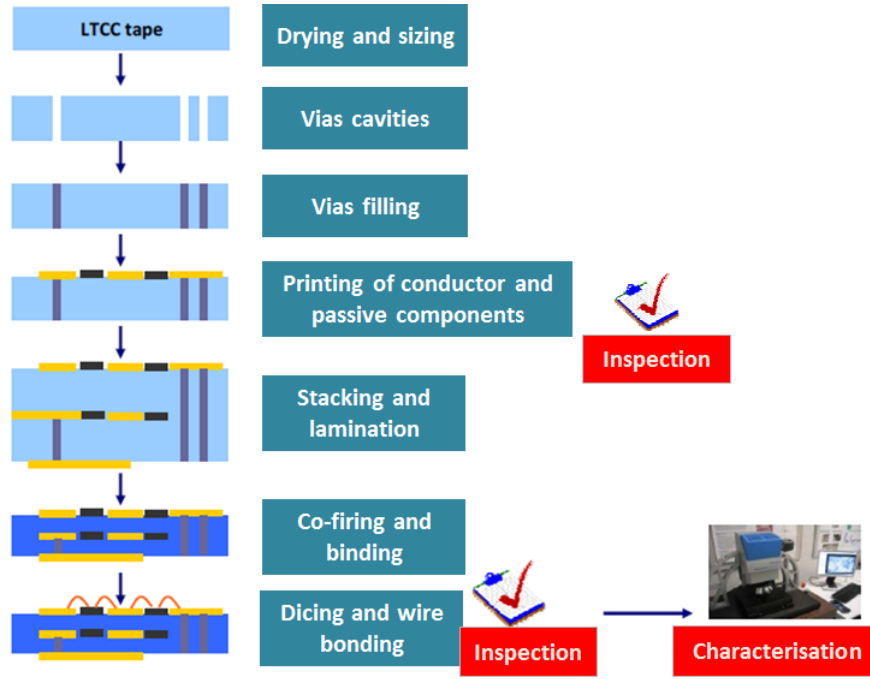 LTCC tape
Drying and sizing
Vias cavities
Vias filling
Printing of conductor and
passive components
Inspection
Stacking and
lamination
Co-firing and
binding
Dicing and wire
bonding
Inspection
Characterisation